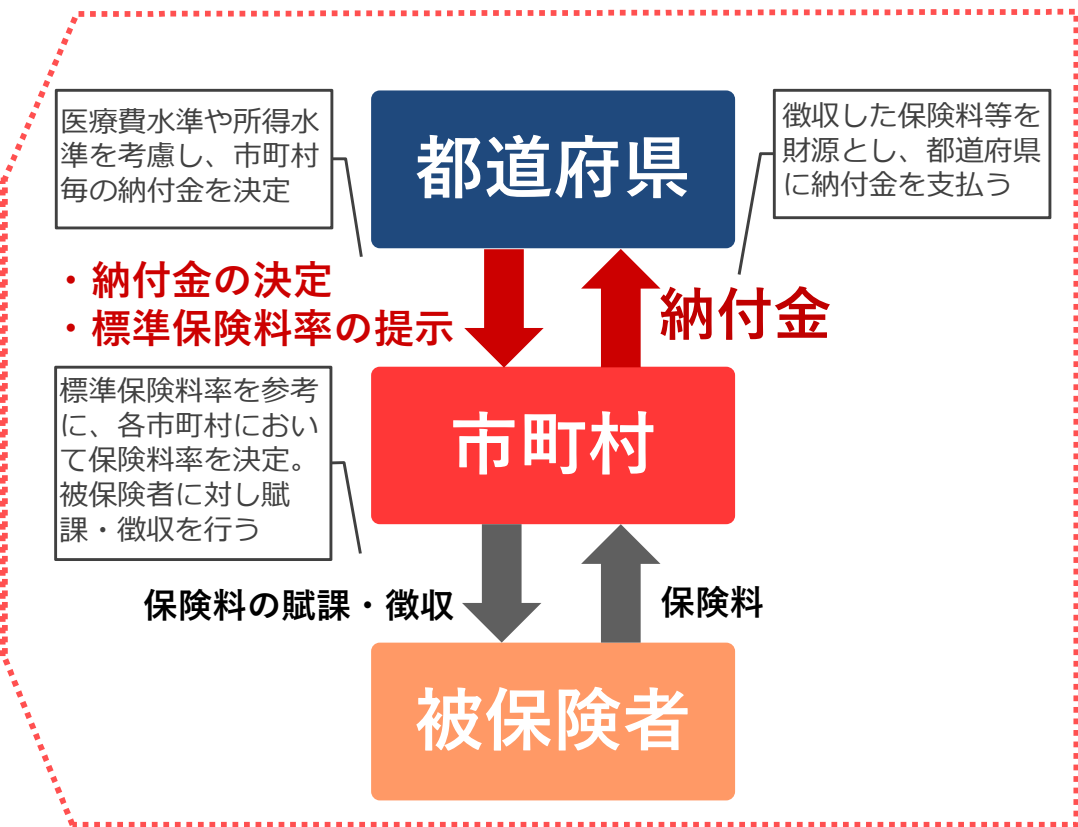 医療費水準や所得水
準を考慮し、市町村
毎の納付金を決定
都道府県
徴収した保険料等を
財源とし、都道府県
に納付金を支払う
・納付金の決定
・標準保険料率の提示
納付金
標準保険料率を参考
に、各市町村におい
て保険料率を決定。
被保険者に対し賦
課・徴収を行う
市町村
保険料の賦課・徴収
保険料
被保険者